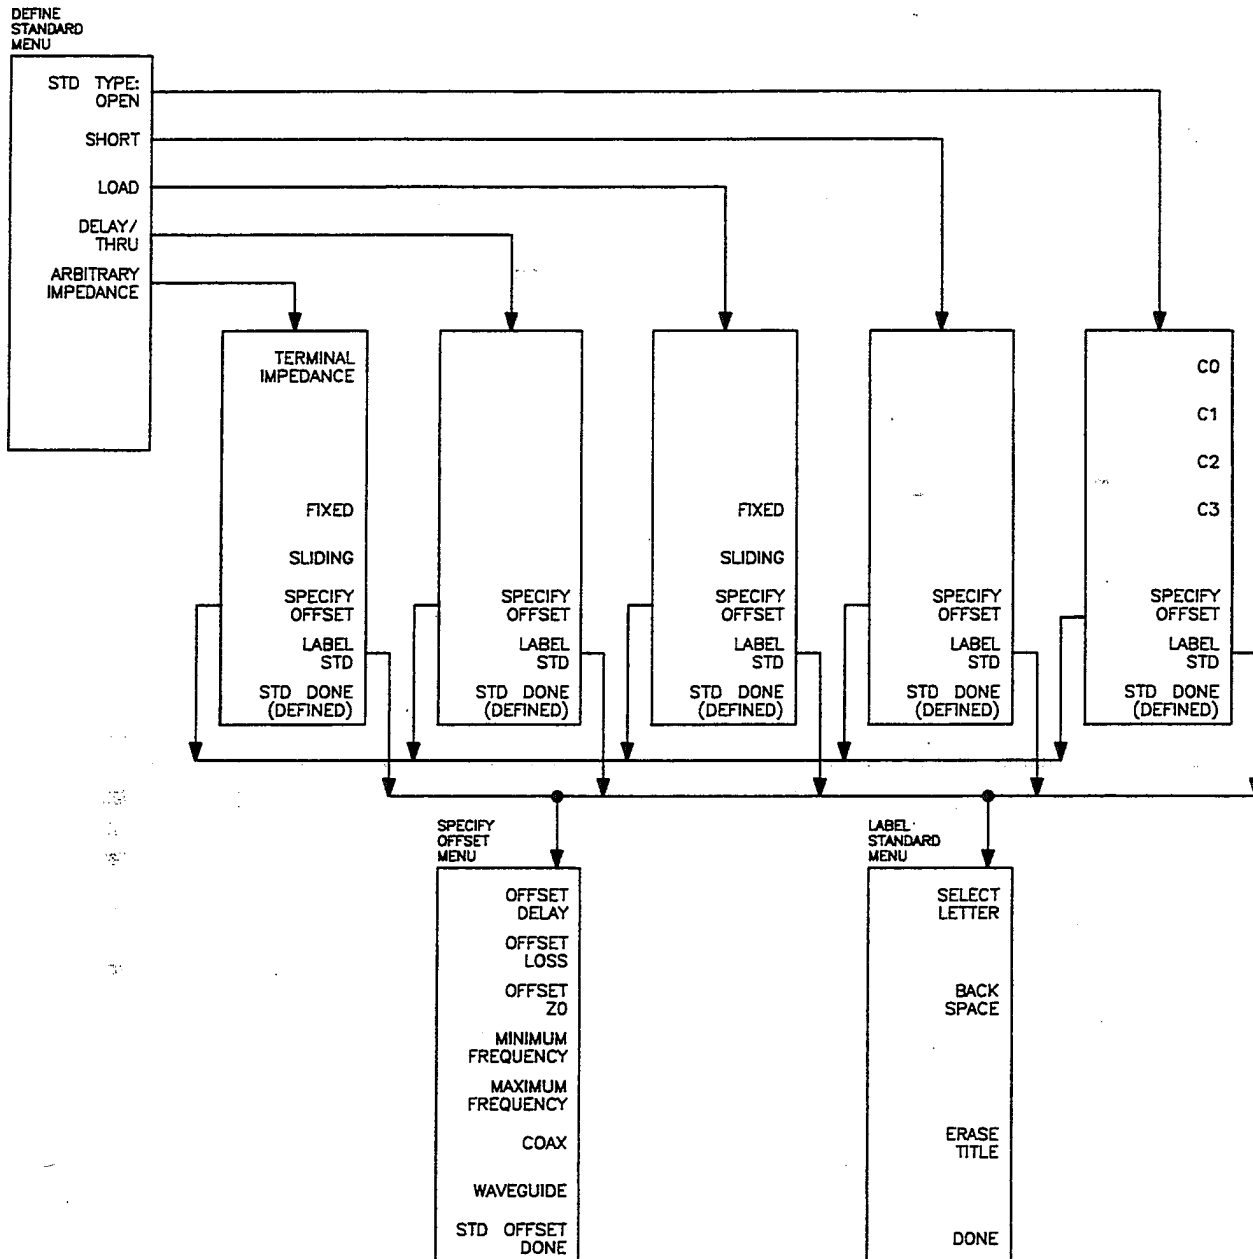 DEFINE
STANDARD
MENU
STD TYPE:
OPEN
SHORT
LOAD
DELAY/
THRU
ARBITRARY
IMPEDANCE
TERMINAL
IMPEDANCE
FIXED
SLIDING
SPECIFY
OFFSET
LABEL
STD
STD DONE
(DEFINED)
SPECIFY
OFFSET
LABEL
STD
STD DONE
(DEFINED)
FIXED
SLIDING
SPECIFY
OFFSET
LABEL
STD
STD DONE
(DEFINED)
SPECIFY
OFFSET
LABEL
STD
STD DONE
(DEFINED)
C0
C1
C2
C3
SPECIFY
OFFSET
LABEL
STD
STD DONE
(DEFINED)
SPECIFY
OFFSET
MENU
OFFSET
DELAY
OFFSET
LOSS
OFFSET
Z0
MINIMUM
FREQUENCY
MAXIMUM
FREQUENCY
COAX
WAVEGUIDE
STD OFFSET
DONE
LABEL
STANDARD
MENU
SELECT
LETTER
BACK
SPACE
ERASE
TITLE
DONE